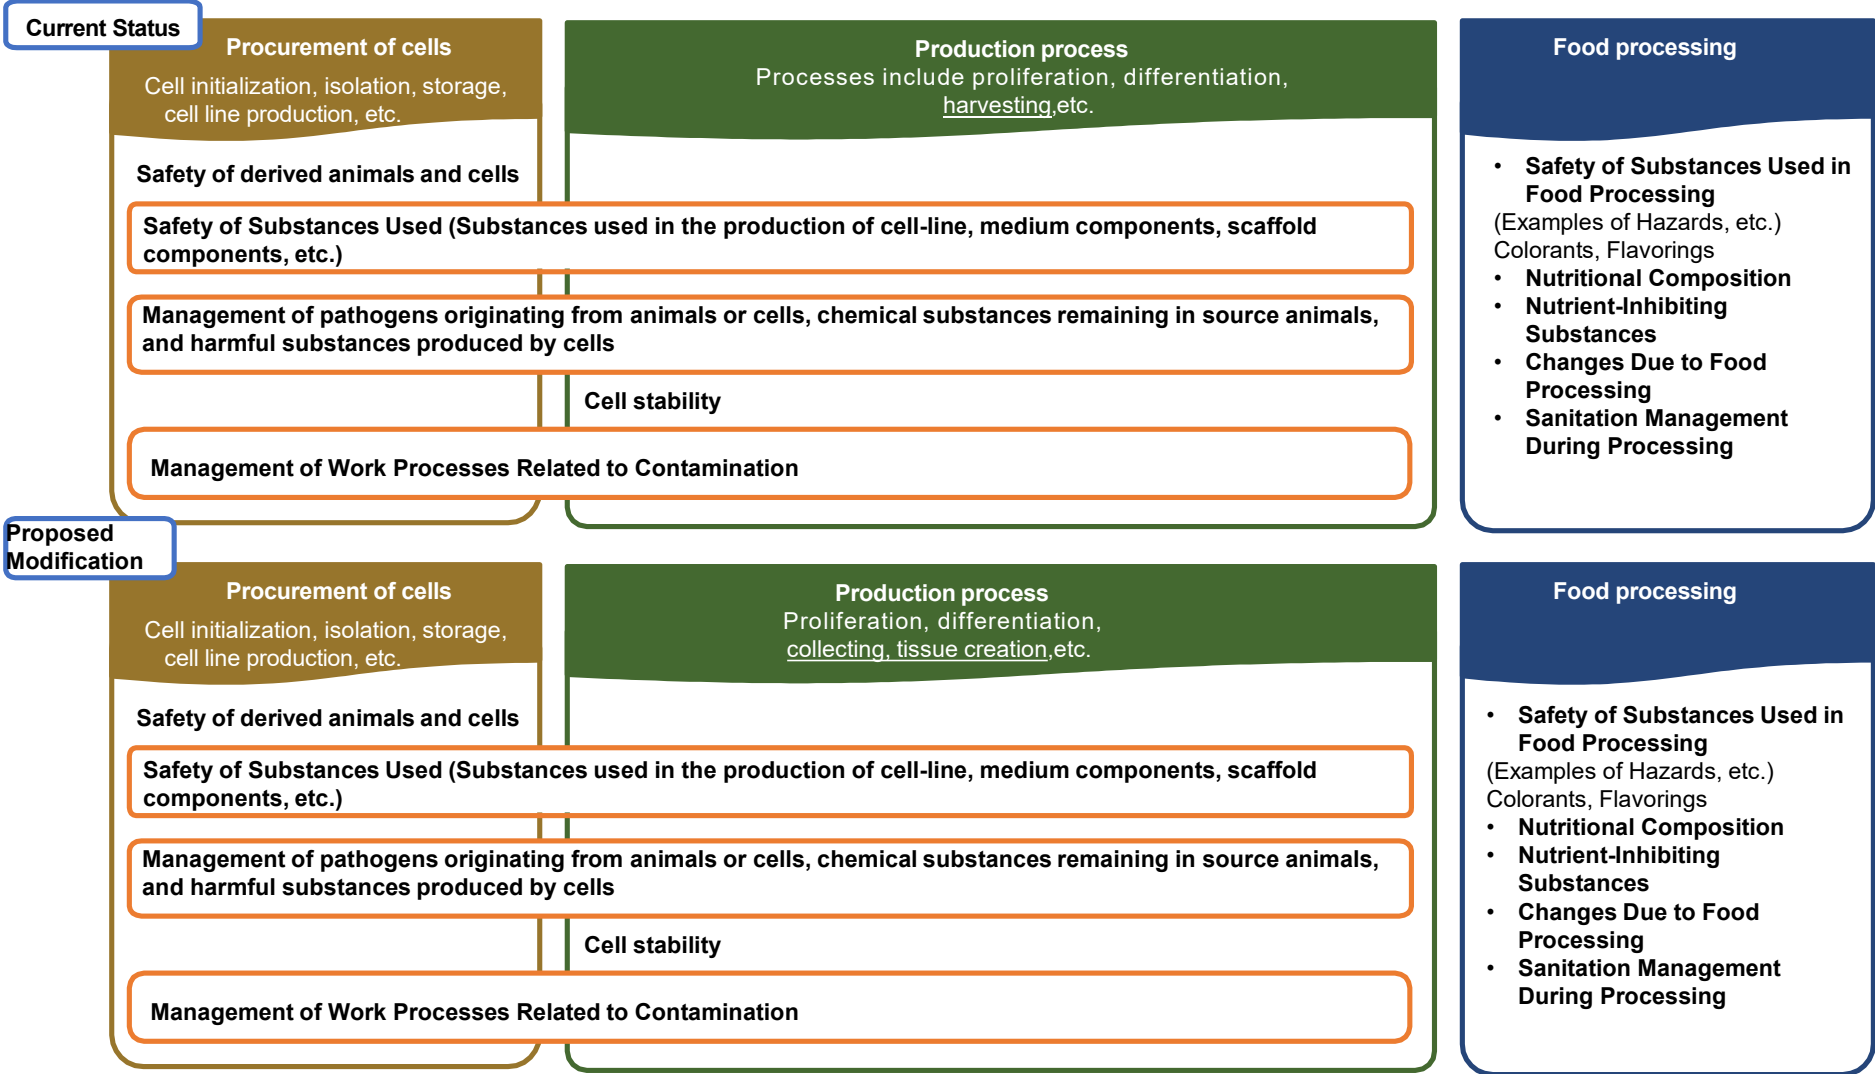 Current Status
Procurement of cells
Cell initialization, isolation, storage,
cell line production, etc.
Production process
Processes include proliferation, differentiation,
harvesting,etc.
Food processing
Safety of derived animals and cells
Safety of Substances Used (Substances used in the production of cell-line, medium components, scaffold
components, etc.)
Management of pathogens originating from animals or cells, chemical substances remaining in source animals,
and harmful substances produced by cells
Cell stability
Management of Work Processes Related to Contamination
• Safety of Substances Used in
Food Processing
(Examples of Hazards, etc.)
Colorants, Flavorings
• Nutritional Composition
• Nutrient-Inhibiting
Substances
• Changes Due to Food
Processing
• Sanitation Management
During Processing
Proposed
Modification
Procurement of cells
Cell initialization, isolation, storage,
cell line production, etc.
Production process
Proliferation, differentiation,
collecting, tissue creation,etc.
Food processing
Safety of derived animals and cells
Safety of Substances Used (Substances used in the production of cell-line, medium components, scaffold
components, etc.)
Management of pathogens originating from animals or cells, chemical substances remaining in source animals,
and harmful substances produced by cells
Cell stability
Management of Work Processes Related to Contamination
• Safety of Substances Used in
Food Processing
(Examples of Hazards, etc.)
Colorants, Flavorings
• Nutritional Composition
• Nutrient-Inhibiting
Substances
• Changes Due to Food
Processing
• Sanitation Management
During Processing